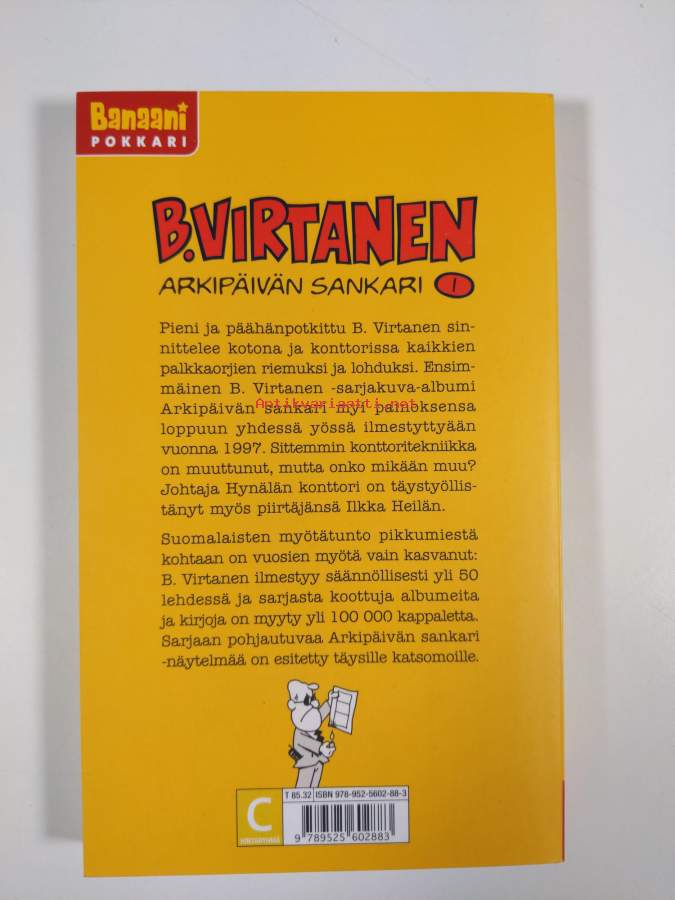 Banaani
POKKARI
B.VIRTANEN
ARKIPÄIVÄN SANKARI 1
Pieni ja päähänpotkittu B. Virtanen sin-
nittelee kotona ja konttorissa kaikkien
palkkaorjien riemuksi ja lohduksi. Ensim-
mäinen B. Virtanen -sarjakuva-albumi
Arkipäivän sankari myi painoksensa
Antikvariaatti.net
loppuun yhdessä yössä ilmestyttyään
vuonna 1997. Sittemmin konttoritekniikka
on muuttunut, mutta onko mikään muu?
Johtaja Hynälän konttori on täystyöllis-
tänyt myös piirtäjänsä Ilkka Heilän.
Suomalaisten myötätunto pikkumiestä
kohtaan on vuosien myötä vain kasvanut:
B. Virtanen ilmestyy säännöllisesti yli 50
lehdessä ja sarjasta koottuja albumeita
ja kirjoja on myyty yli 100 000 kappaletta.
Sarjaan pohjautuvaa Arkipäivän sankari
-näytelmää on esitetty täysille katsomoille.
T 85.32 ISBN 978-952-5602-88-3
C
9 789525 602883